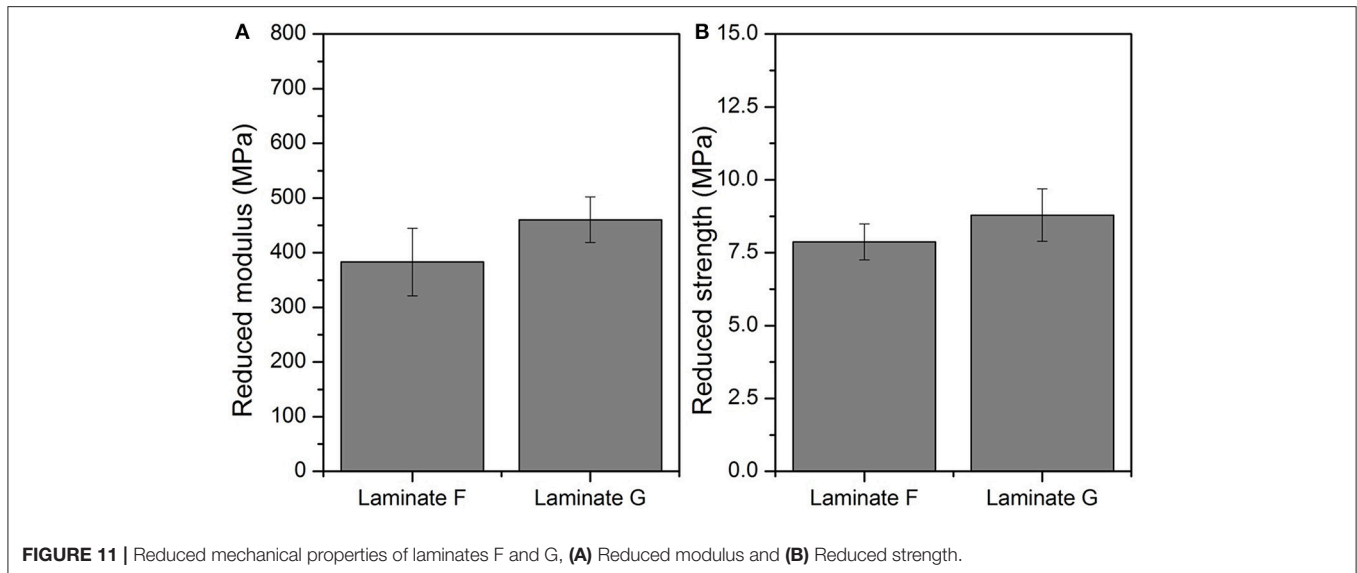 A
Reduced modulus (MPa)
800
700
600
500
400
300
200
100
0
Laminate F
Laminate G
B
Reduced strength (MPa)
15.0
12.5
10.0
7.5
5.0
2.5
0.0
Laminate F
Laminate G
FIGURE 11 | Reduced mechanical properties of laminates F and G, (A) Reduced modulus and (B) Reduced strength.